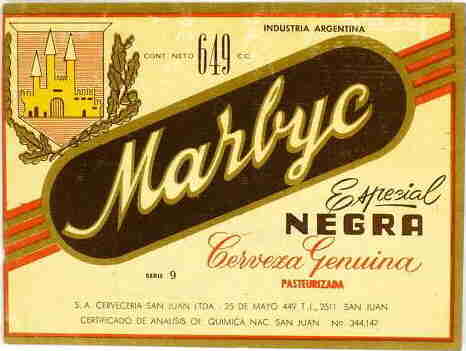 INDUSTRIA ARGENTINA
CONT. NETO 649 C.C.
Marbyc
Especial
NEGRA
Cerveza Genuina
PASTEURIZADA
SERIE 9
S. A. CERVECERIA SAN JUAN LTDA. - 25 DE MAYO 449 T.I., 2511 SAN JUAN
CERTIFICADO DE ANALISIS OF. QUIMICA NAC. SAN JUAN Nº 344,147